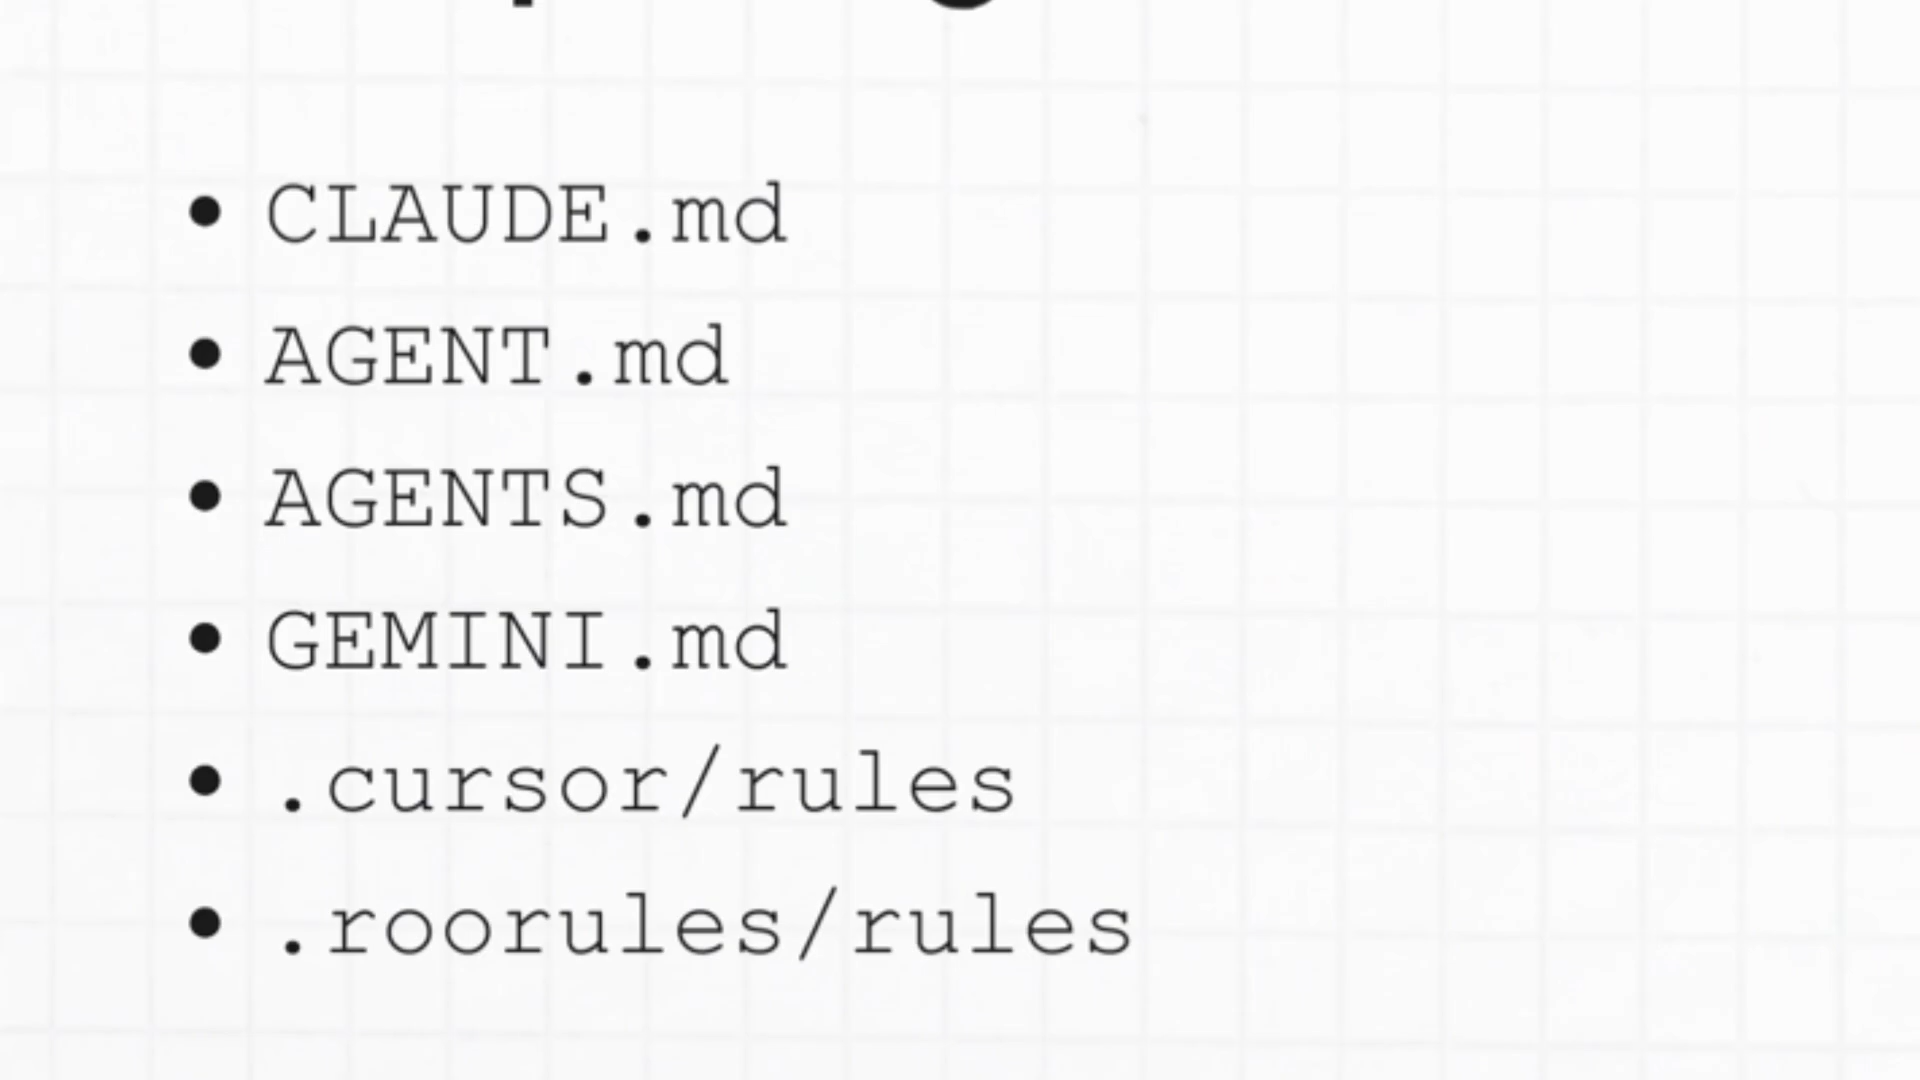 • CLAUDE.md
• AGENT.md
• AGENTS.md
• GEMINI.md
• .cursor/rules
• .roorules/rules